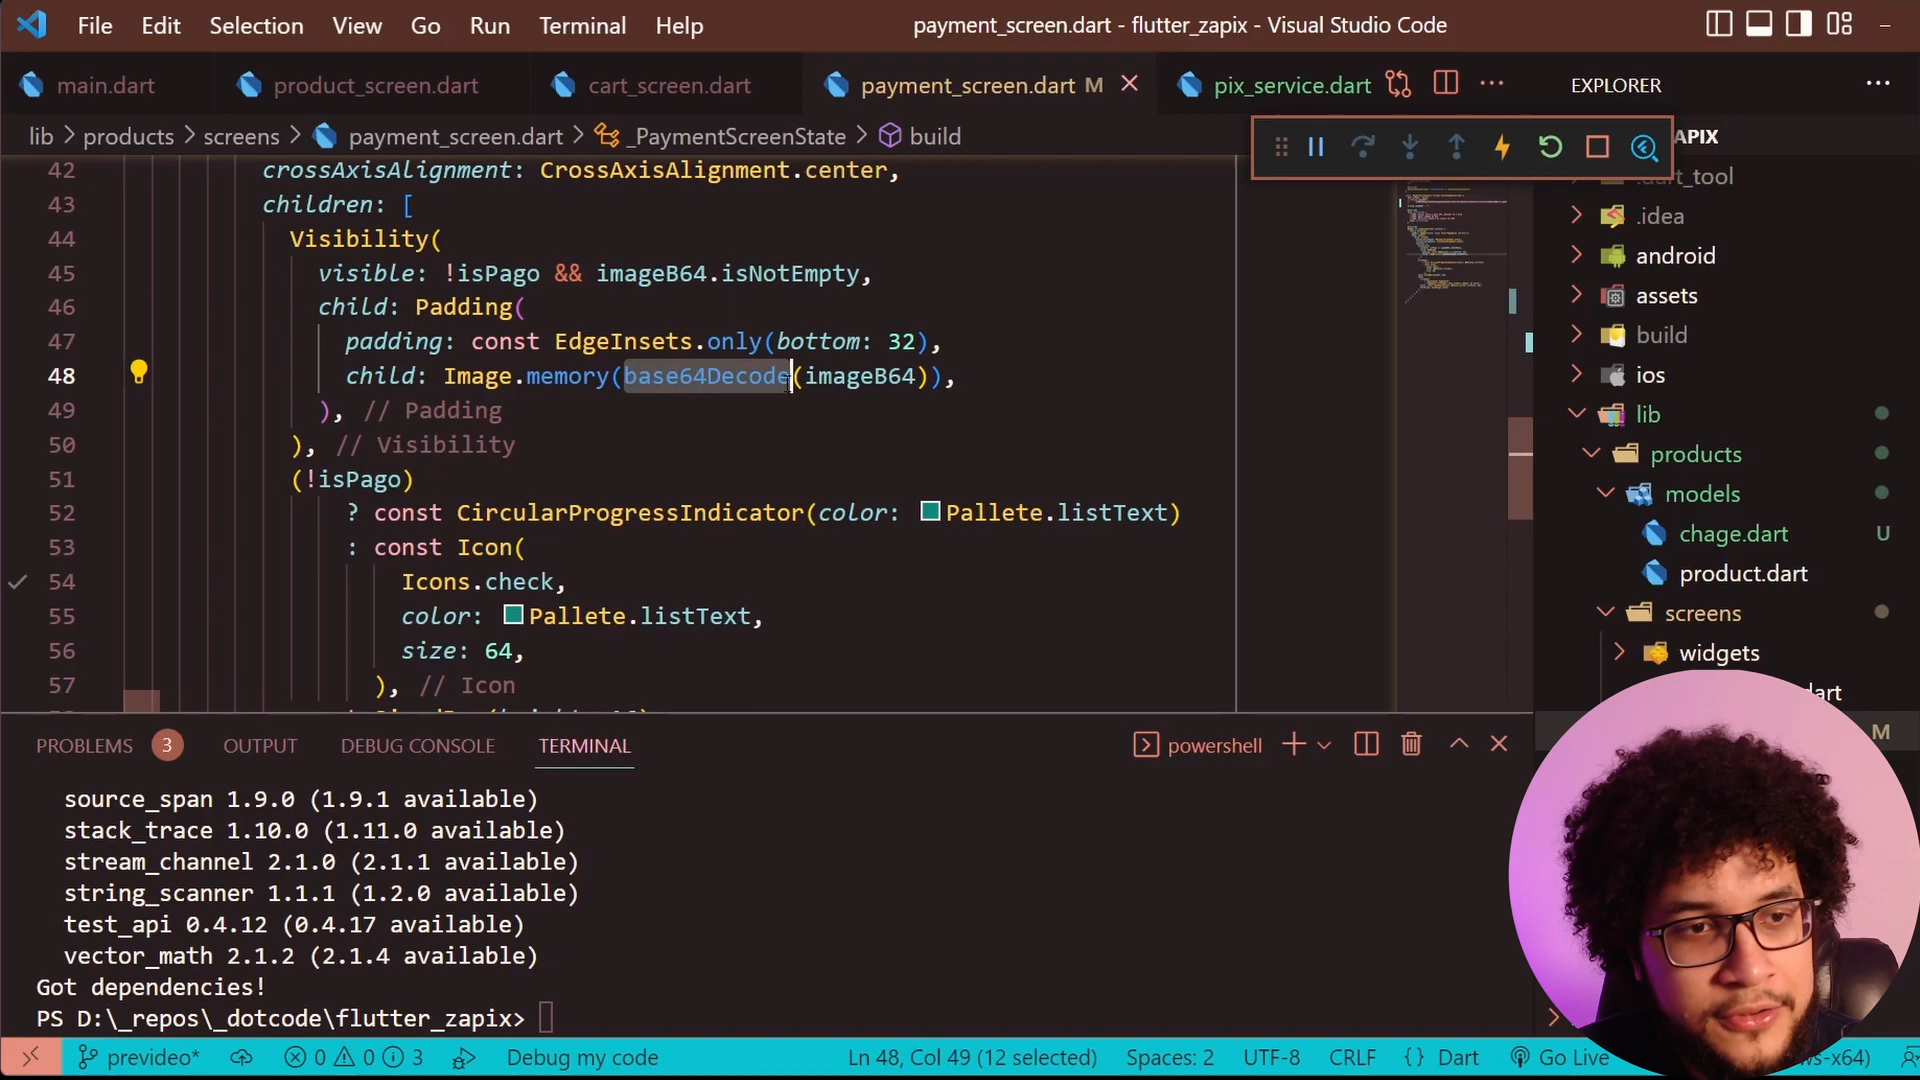 File Edit Selection View Go Run Terminal Help payment_screen.dart - flutter_zapix - Visual Studio Code
main.dart product_screen.dart cart_screen.dart payment_screen.dart M pix_service.dart
EXPLORER
lib > products > screens > payment_screen.dart > _PaymentScreenState > build
APIX
42 crossAxisAlignment: CrossAxisAlignment.center,
43 children: [
44 Visibility(
45 visible: !isPago && imageB64.isNotEmpty,
46 child: Padding(
47 padding: const EdgeInsets.only(bottom: 32),
48 child: Image.memory(base64Decode(imageB64)),
49 ), // Padding
50 ), // Visibility
51 (!isPago)
52 ? const CircularProgressIndicator(color: Pallete.listText)
53 : const Icon(
54 Icons.check,
55 color: Pallete.listText,
56 size: 64,
57 ), // Icon
.dart_tool
.idea
android
assets
build
ios
lib
products
models
chage.dart U
product.dart
screens
widgets
dart
M
PROBLEMS 3 OUTPUT DEBUG CONSOLE TERMINAL powershell
source_span 1.9.0 (1.9.1 available)
stack_trace 1.10.0 (1.11.0 available)
stream_channel 2.1.0 (2.1.1 available)
string_scanner 1.1.1 (1.2.0 available)
test_api 0.4.12 (0.4.17 available)
vector_math 2.1.2 (2.1.4 available)
Got dependencies!
PS D:\_repos\_dotcode\flutter_zapix>
prevideo* 0 0 3 Debug my code Ln 48, Col 49 (12 selected) Spaces: 2 UTF-8 CRLF {} Dart Go Live ws-x64)